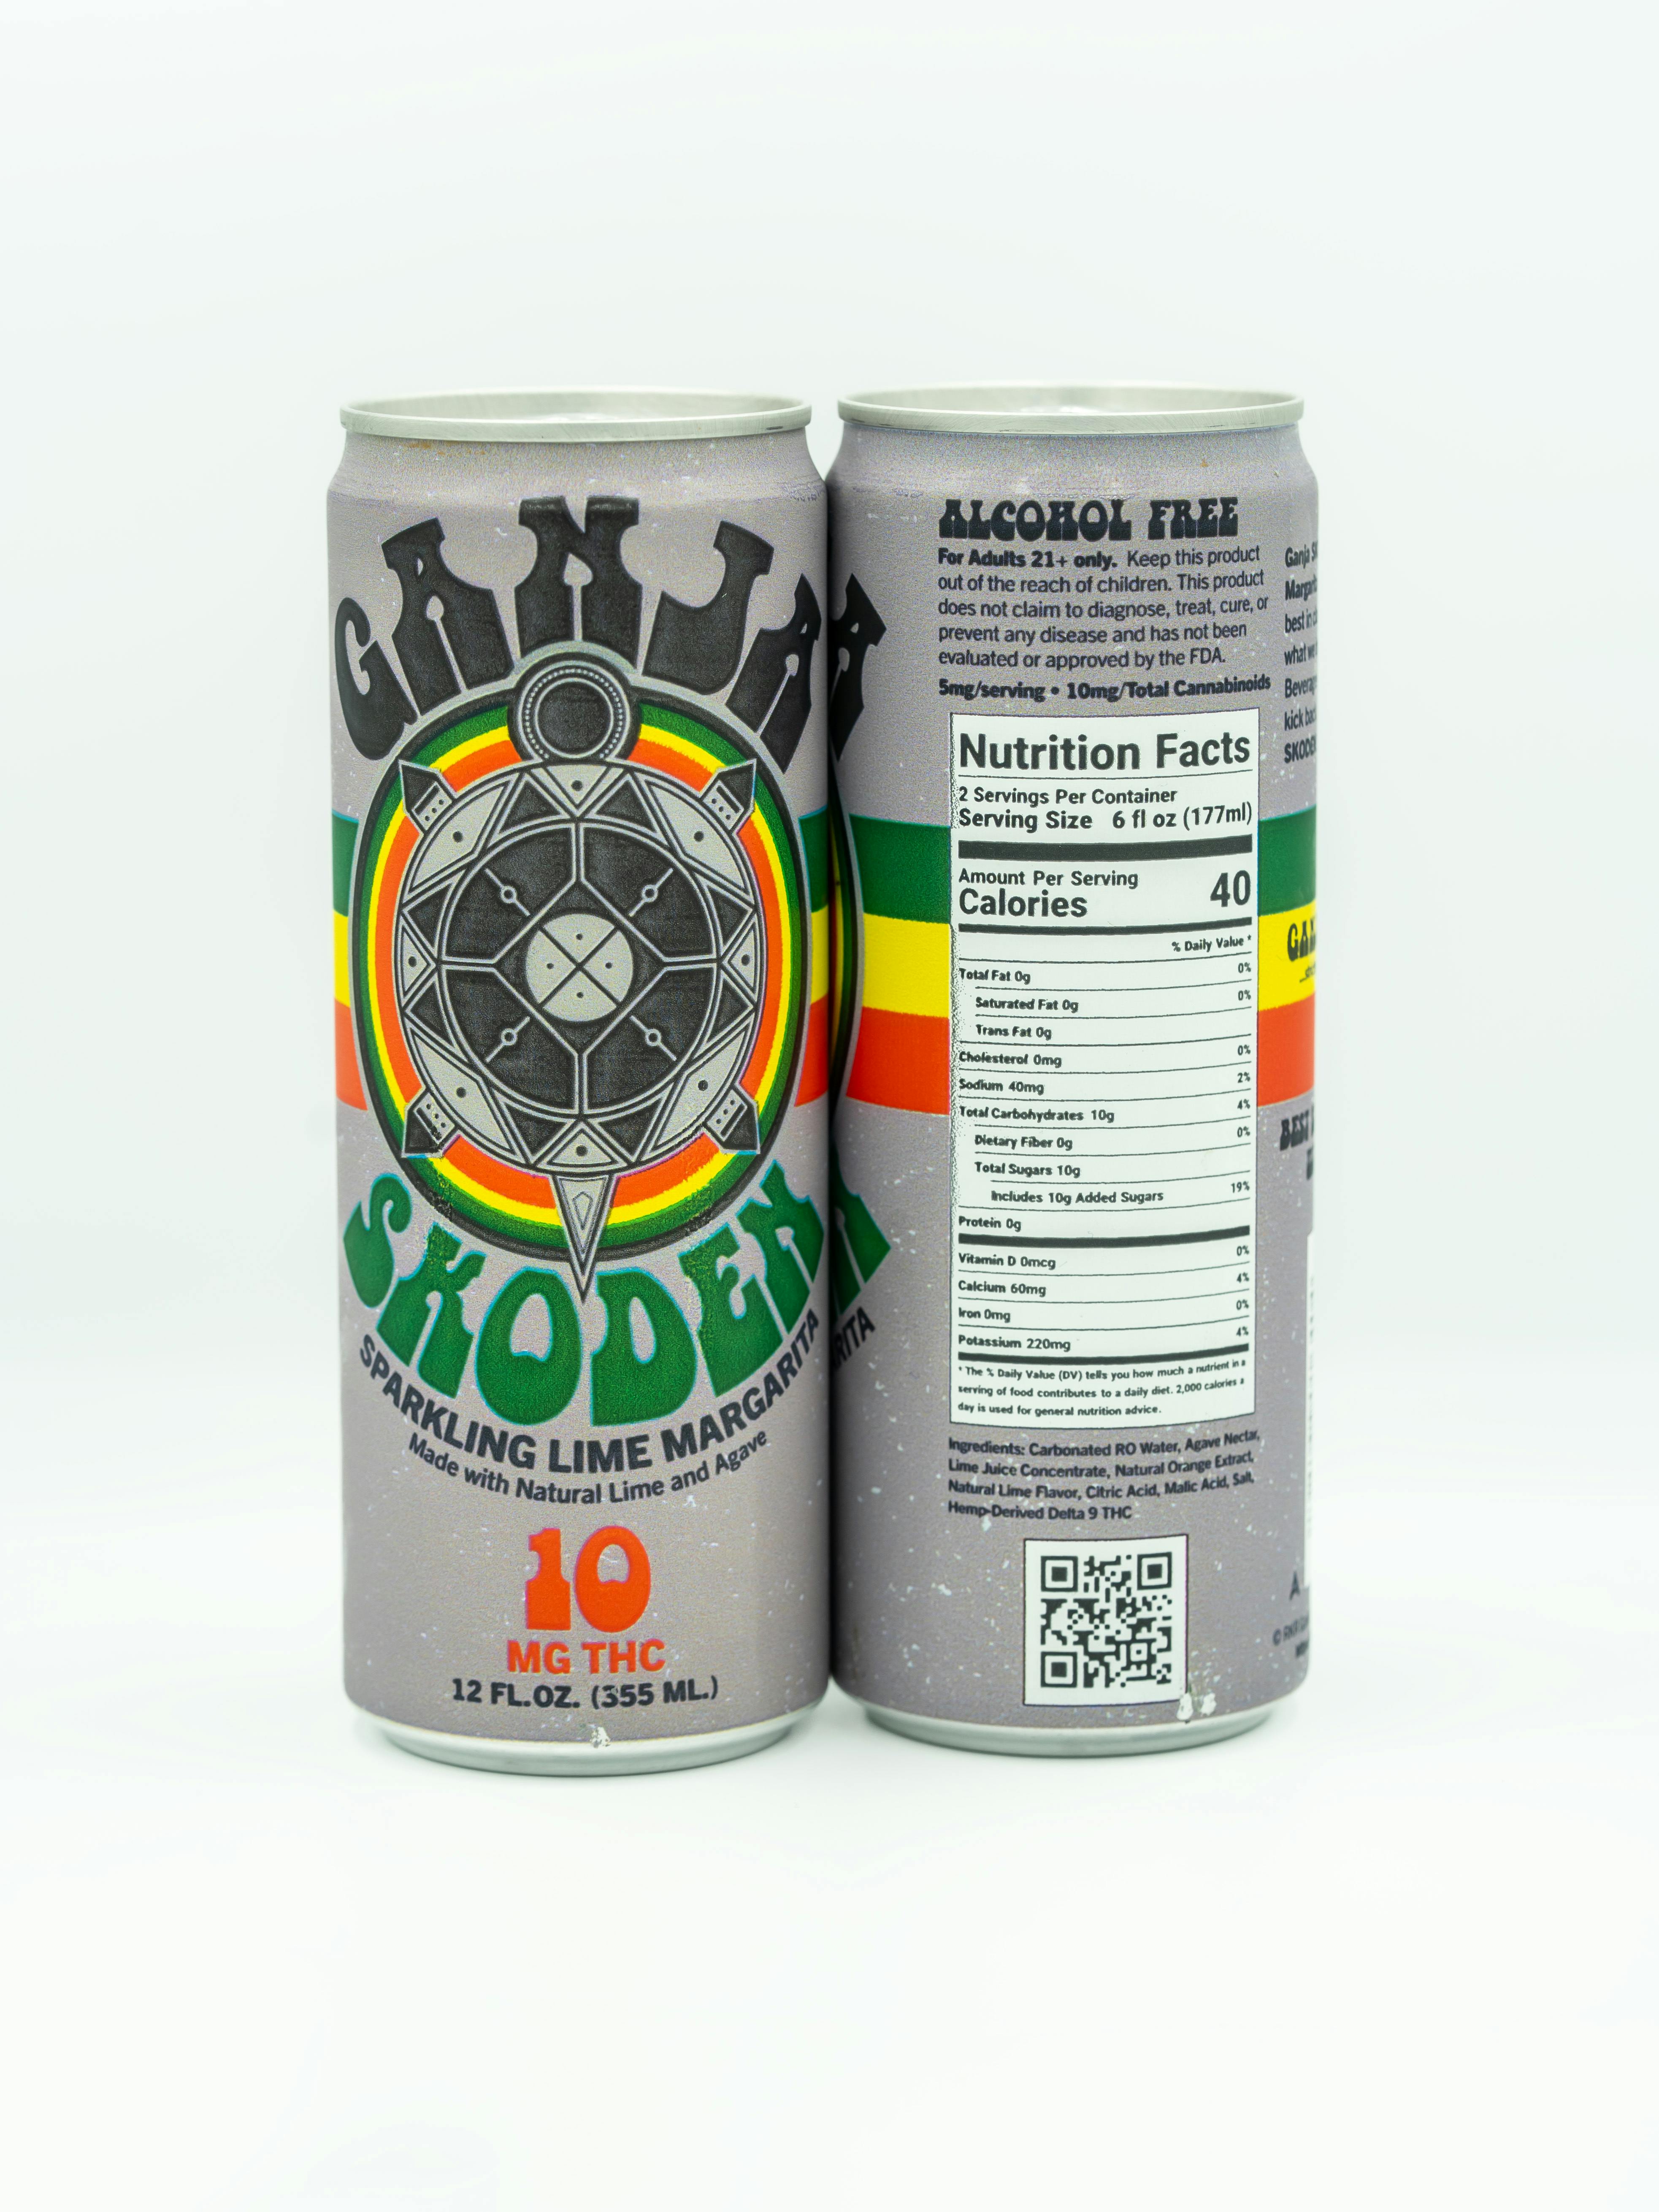 GANJA
SKODEN
SPARKLING LIME MARGARITA
Made with Natural Lime and Agave
10
MG THC
12 FL.OZ. (355 ML.)
A
RITA
ALCOHOL FREE
For Adults 21+ only. Keep this product
out of the reach of children. This product
does not claim to diagnose, treat, cure, or
prevent any disease and has not been
evaluated or approved by the FDA.
5mg/serving • 10mg/Total Cannabinoids
Nutrition Facts
2 Servings Per Container
Serving Size 6 fl oz (177ml)
Amount Per Serving
Calories 40
% Daily Value *
Total Fat 0g 0%
Saturated Fat 0g 0%
Trans Fat 0g
Cholesterol 0mg 0%
Sodium 40mg 2%
Total Carbohydrates 10g 4%
Dietary Fiber 0g 0%
Total Sugars 10g
Includes 10g Added Sugars 19%
Protein 0g
Vitamin D 0mcg 0%
Calcium 60mg 4%
Iron 0mg 0%
Potassium 220mg 4%
* The % Daily Value (DV) tells you how much a nutrient in a
serving of food contributes to a daily diet. 2,000 calories a
day is used for general nutrition advice.
Ingredients: Carbonated RO Water, Agave Nectar,
Lime Juice Concentrate, Natural Orange Extract,
Natural Lime Flavor, Citric Acid, Malic Acid, Salt,
Hemp-Derived Delta 9 THC
Ganja
best in
what we
kick
BEST